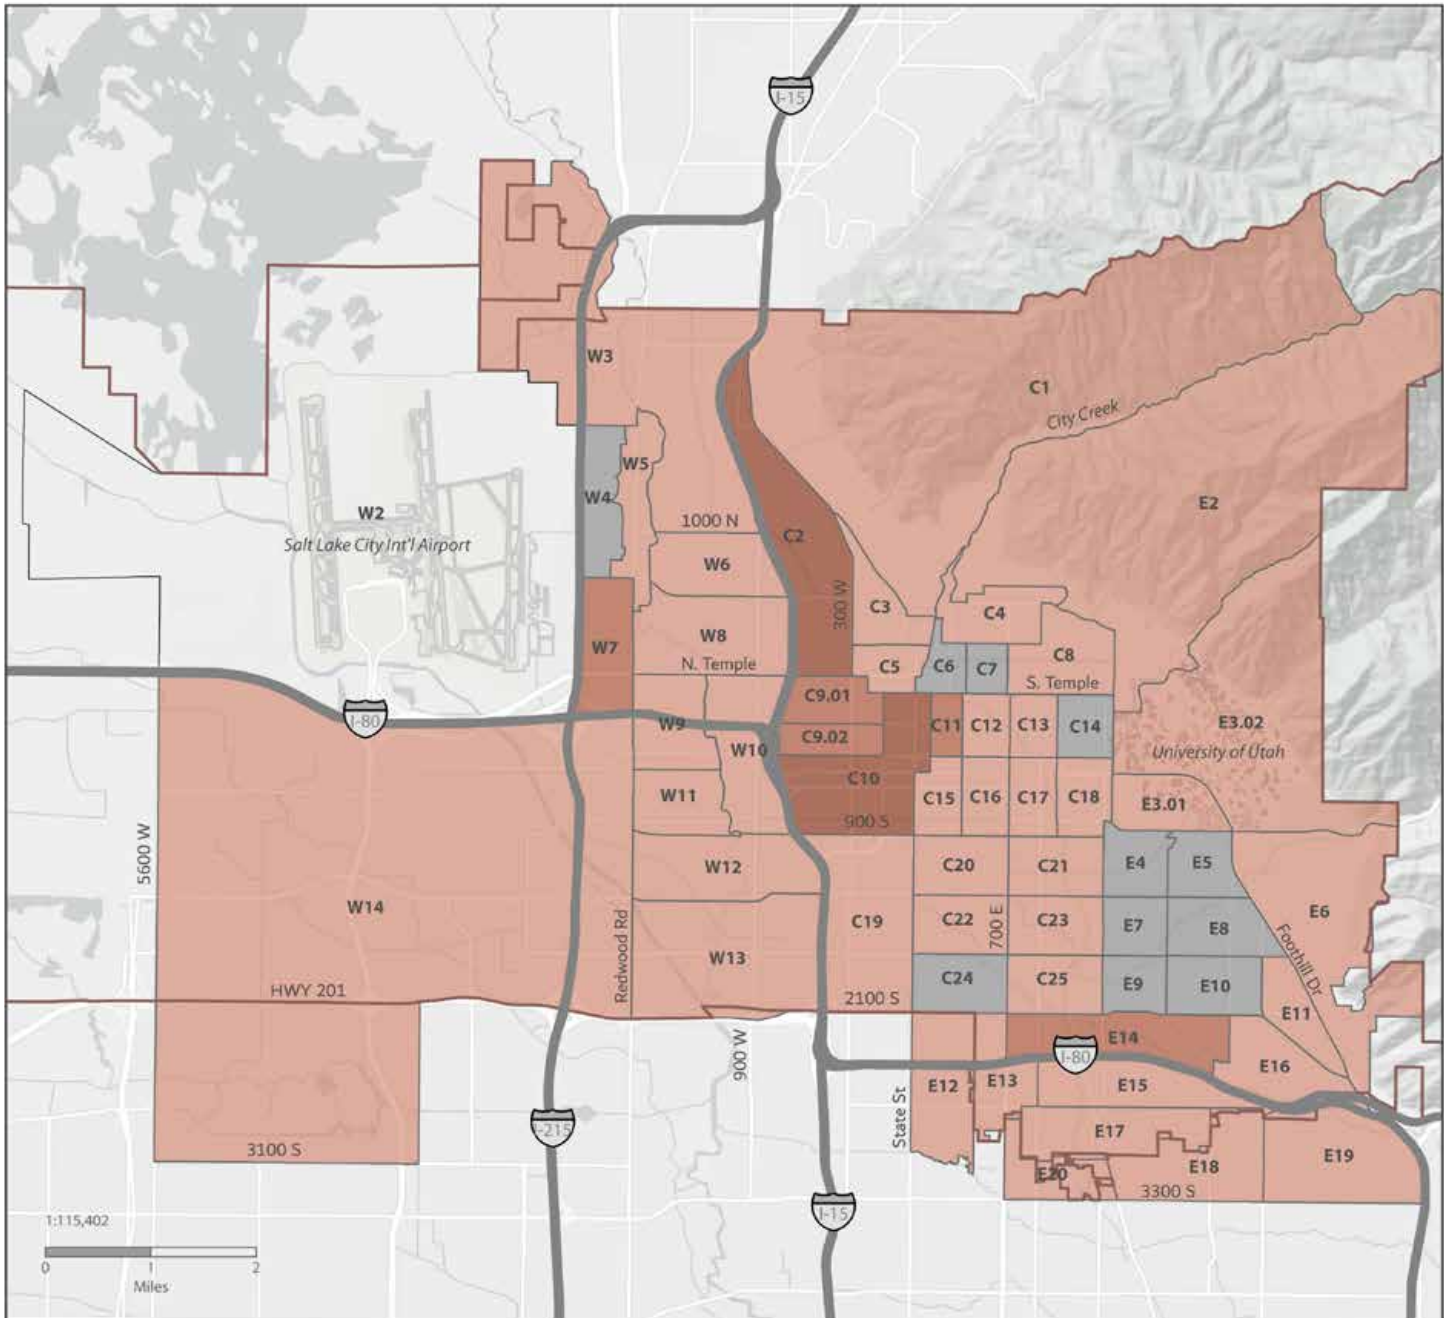 I-15
W3
C1
City Creek
W5
W4
E2
W2
Salt Lake City Int'l Airport
1000 N
C2
W6
300 W
C3
C4
W8
W7
N. Temple
C5
C6
C7
C8
S. Temple
C9.01
I-80
W9
C11
C12
C13
C14
E3.02
University of Utah
W10
C9.02
C10
W11
C15
C16
C17
C18
E3.01
900 S
5600 W
W12
C20
C21
E4
E5
W14
C19
C22
700 E
C23
E7
E8
E6
Redwood Rd
W13
Foothill Dr
HWY 201
2100 S
C24
C25
E9
E10
E11
900 W
E14
I-80
E16
E12
E13
E15
State St
I-215
3100 S
E17
E20
E18
E19
3300 S
I-15
1:115,402
0
1
2
Miles